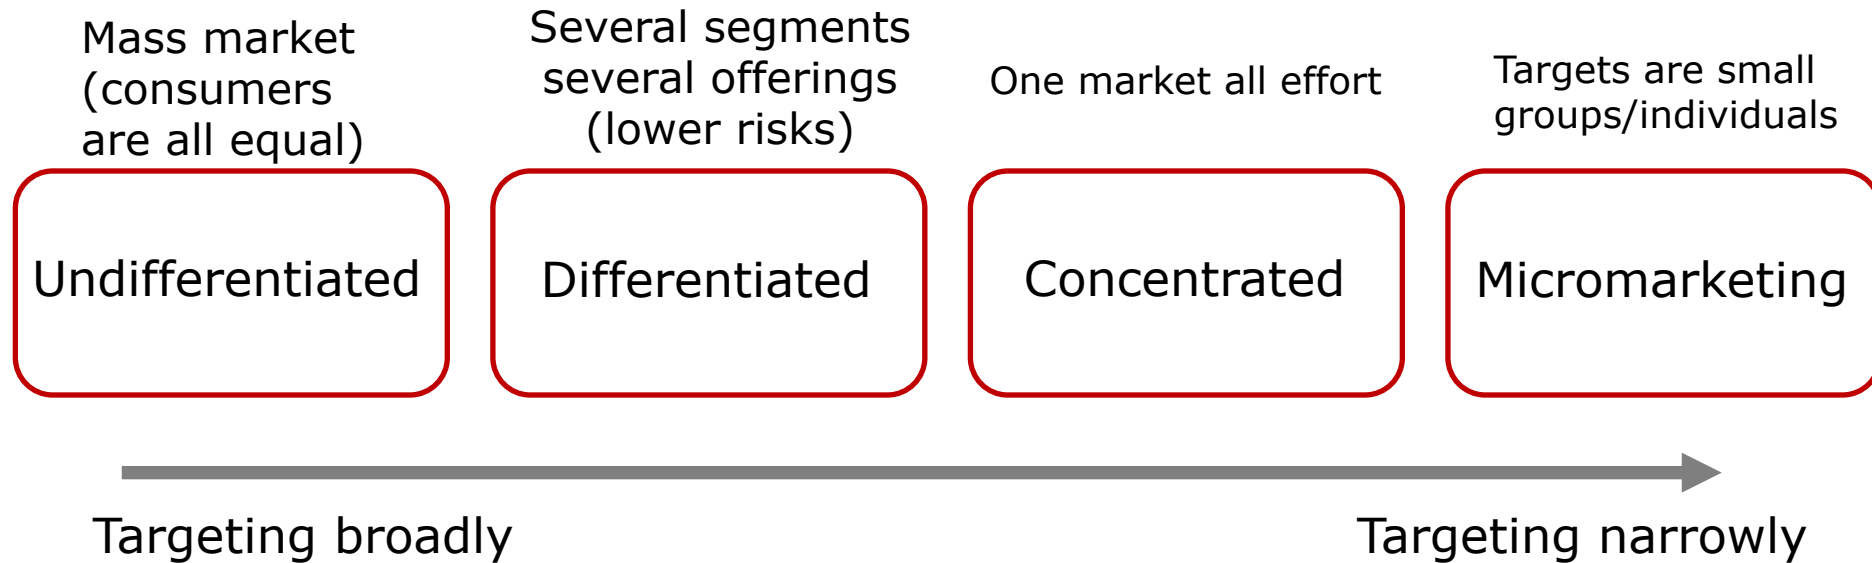 Mass market
(consumers
are all equal)
Several segments
several offerings
(lower risks)
One market all effort
Targets are small
groups/individuals
Undifferentiated
Differentiated
Concentrated
Micromarketing
Targeting broadly
Targeting narrowly